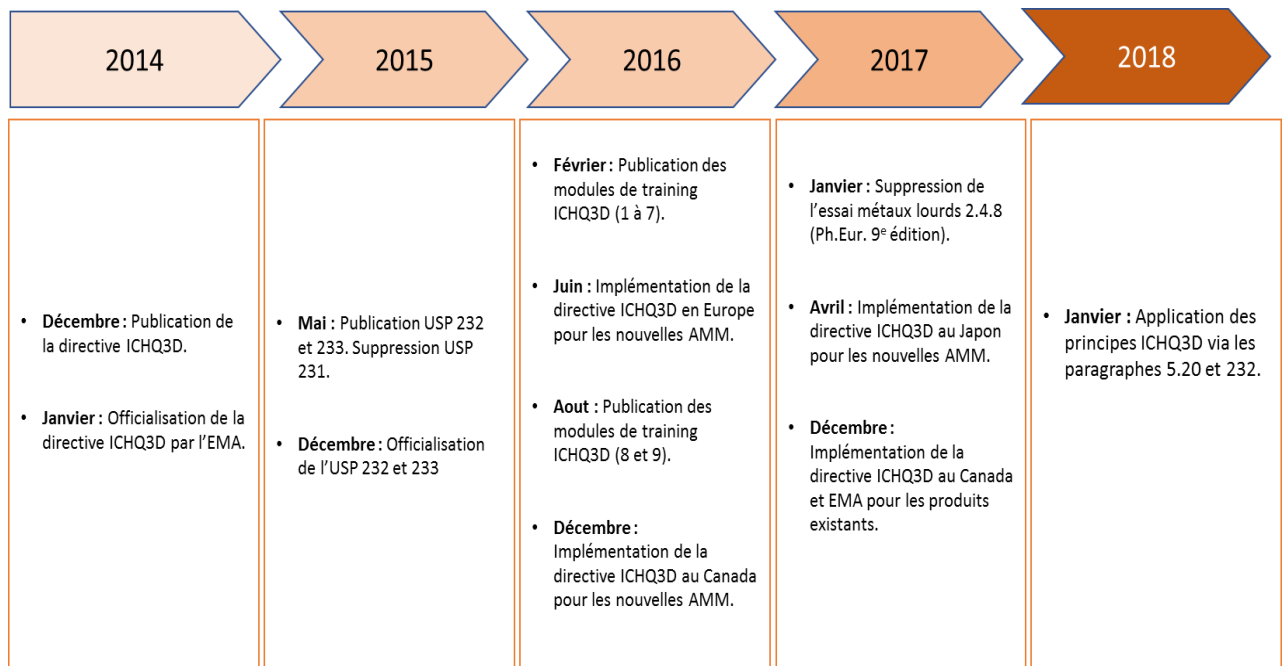 2014
2015
2016
2017
2018
• Décembre : Publication de
la directive ICHQ3D.
• Janvier : Officialisation de la
directive ICHQ3D par l'EMA.
• Mai : Publication USP 232
et 233. Suppression USP
231.
• Décembre : Officialisation
de l'USP 232 et 233
• Février : Publication des
modules de training
ICHQ3D (1 à 7).
• Juin : Implémentation de la
directive ICHQ3D en Europe
pour les nouvelles AMM.
• Aout : Publication des
modules de training
ICHQ3D (8 et 9).
• Décembre :
Implémentation de la
directive ICHQ3D au Canada
pour les nouvelles AMM.
• Janvier : Suppression de
l'essai métaux lourds 2.4.8
(Ph.Eur. 9e édition).
• Avril : Implémentation de la
directive ICHQ3D au Japon
pour les nouvelles AMM.
• Décembre :
Implémentation de la
directive ICHQ3D au Canada
et EMA pour les produits
existants.
• Janvier : Application des
principes ICHQ3D via les
paragraphes 5.20 et 232.